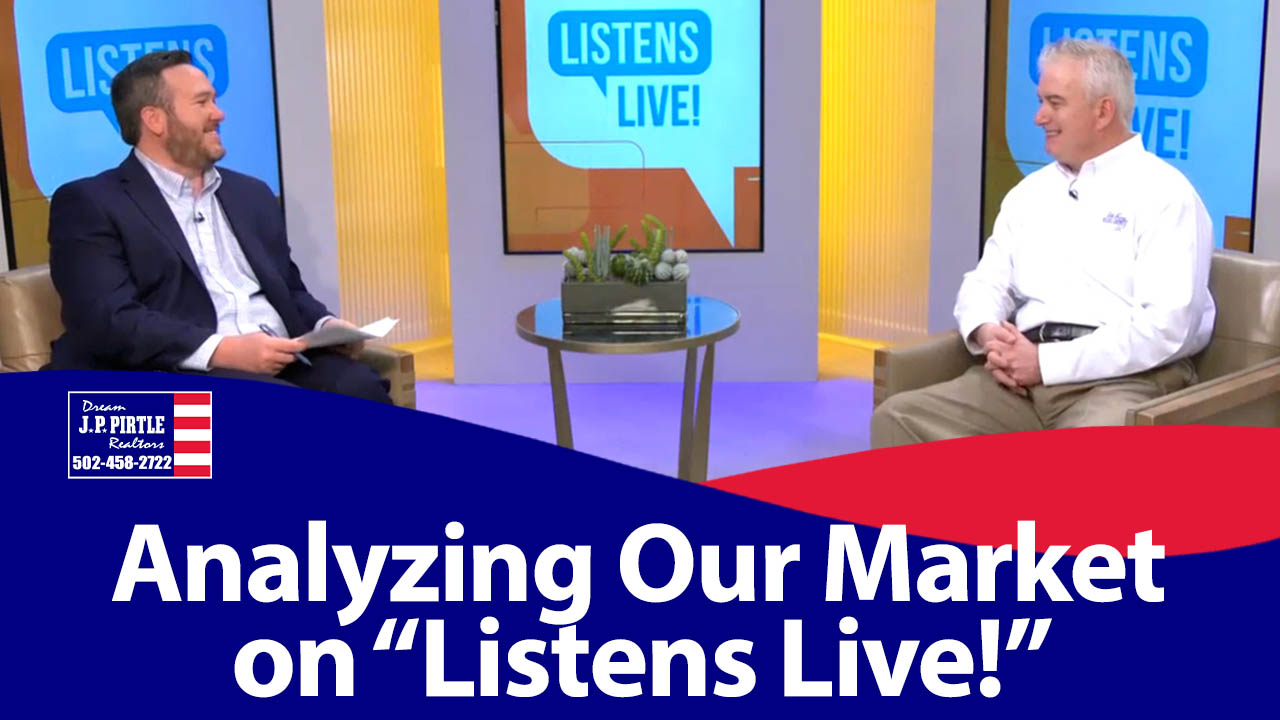 LISTENS
LISTENS
LIVE!
LISTENS
LIVE!
Dream
J.P. PIRTLE
Realtors
502-458-2722
Analyzing Our Market
on “Listens Live!”